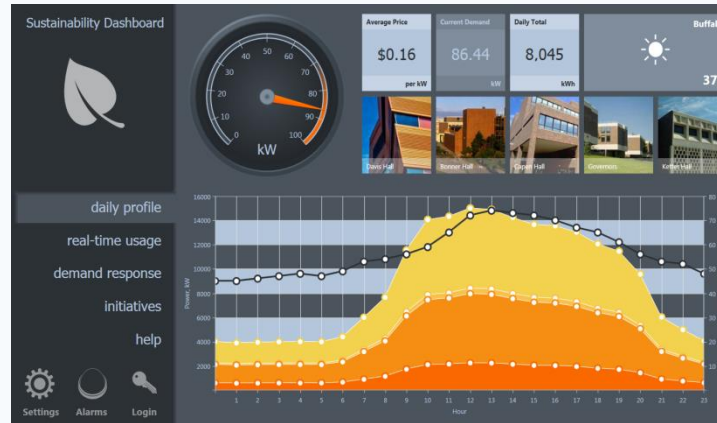 Sustainability Dashboard
daily profile
real-time usage
demand response
initiatives
help
Settings
Alarms
Login
0
10
20
30
40
50
60
70
80
90
100
kW
Average Price
$0.16
per kW
Current Demand
86.44
kW
Daily Total
8,045
kWh
Buffal
37
Davis Hall
Bonner Hall
Capen Hall
Governors
Ketter Hall
Power, kW
16000
14000
12000
10000
8000
6000
4000
2000
80
70
60
50
40
30
20
10
1 2 3 4 5 6 7 8 9 10 11 12 13 14 15 16 17 18 19 20 21 22 23
Hour